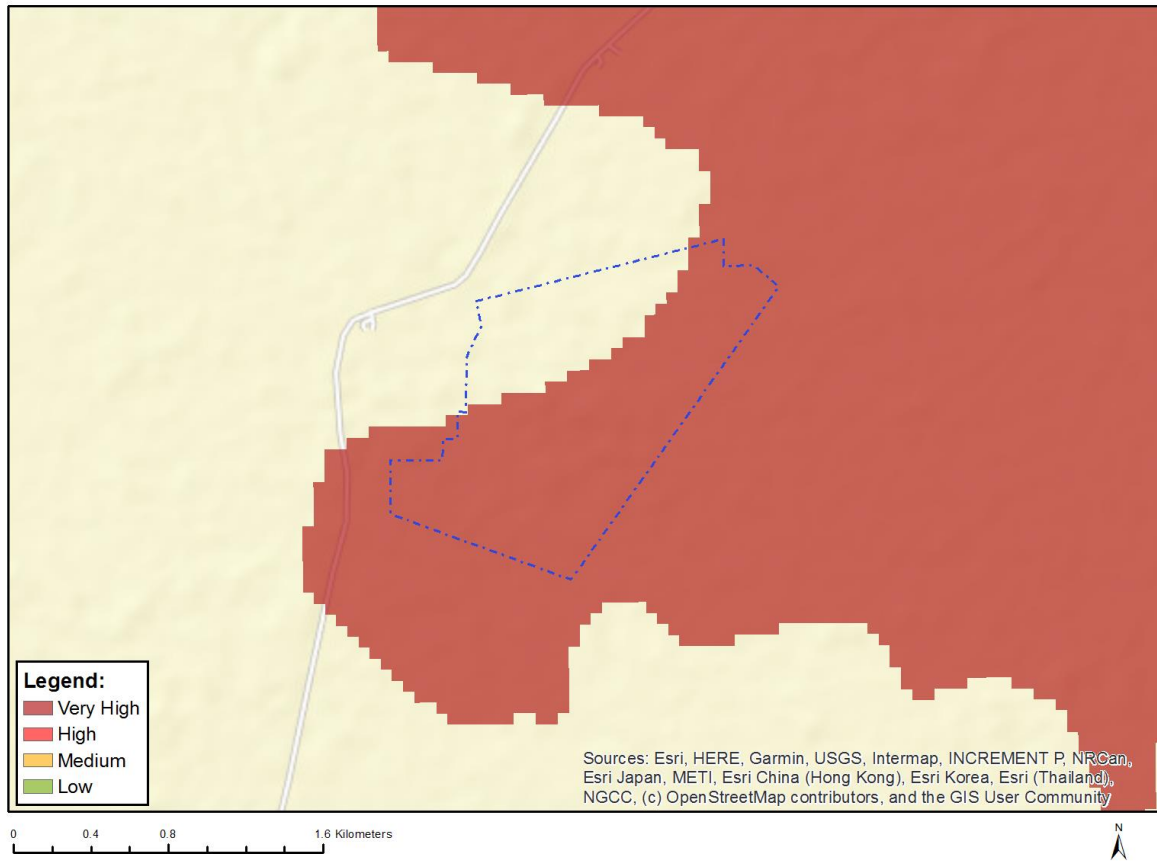 Legend:
Very High
High
Medium
Low
Sources: Esri, HERE, Garmin, USGS, Intermap, INCREMENT P, NRCan,
Esri Japan, METI, Esri China (Hong Kong), Esri Korea, Esri (Thailand),
NGCC, (c) OpenStreetMap contributors, and the GIS User Community
0 0.4 0.8 1.6 Kilometers
N